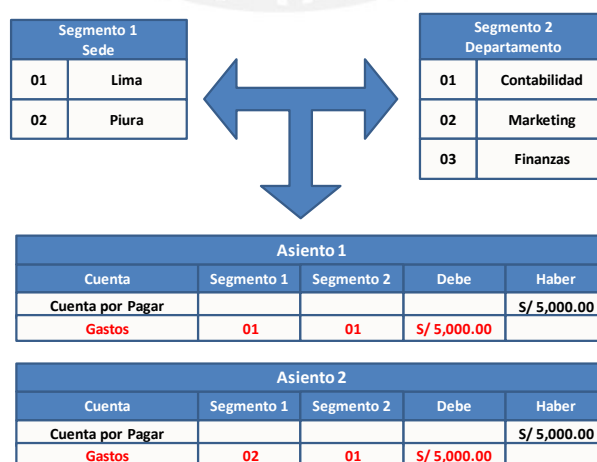 Segmento 1
Sede
01 Lima
02 Piura
Segmento 2
Departamento
01 Contabilidad
02 Marketing
03 Finanzas
Asiento 1
Cuenta Segmento 1 Segmento 2 Debe Haber
Cuenta por Pagar S/ 5,000.00
Gastos 01 01 S/ 5,000.00
Asiento 2
Cuenta Segmento 1 Segmento 2 Debe Haber
Cuenta por Pagar S/ 5,000.00
Gastos 02 01 S/ 5,000.00